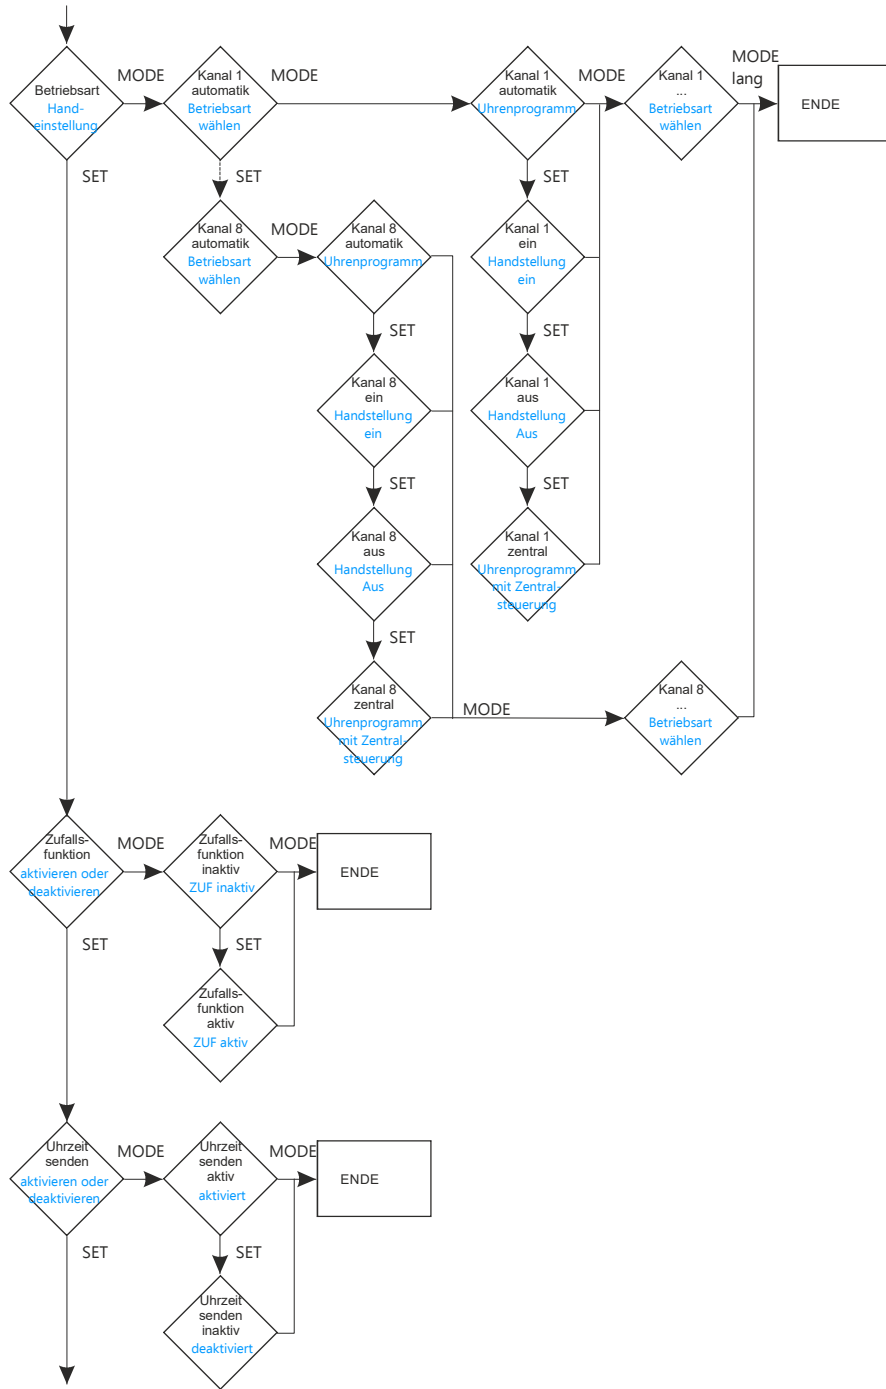 Betriebsart
Hand-
einstellung
MODE
Kanal 1
automatik
Betriebsart
wählen
MODE
Kanal 1
automatik
Uhrenprogramm
MODE
Kanal 1
...
Betriebsart
wählen
MODE
lang
ENDE
SET
SET
SET
Kanal 8
automatik
Betriebsart
wählen
MODE
Kanal 8
automatik
Uhrenprogramm
Kanal 1
ein
Handstellung
ein
SET
SET
Kanal 8
ein
Handstellung
ein
Kanal 1
aus
Handstellung
Aus
SET
SET
Kanal 8
aus
Handstellung
Aus
Kanal 1
zentral
Uhrenprogramm
mit Zentral-
steuerung
SET
Kanal 8
zentral
Uhrenprogramm
mit Zentral-
steuerung
MODE
Kanal 8
...
Betriebsart
wählen
Zufalls-
funktion
aktivieren oder
deaktivieren
MODE
Zufalls-
funktion
inaktiv
ZUF inaktiv
MODE
ENDE
SET
SET
Zufalls-
funktion
aktiv
ZUF aktiv
Uhrzeit
senden
aktivieren oder
deaktivieren
MODE
Uhrzeit
senden
aktiv
aktiviert
MODE
ENDE
SET
SET
Uhrzeit
senden
inaktiv
deaktiviert